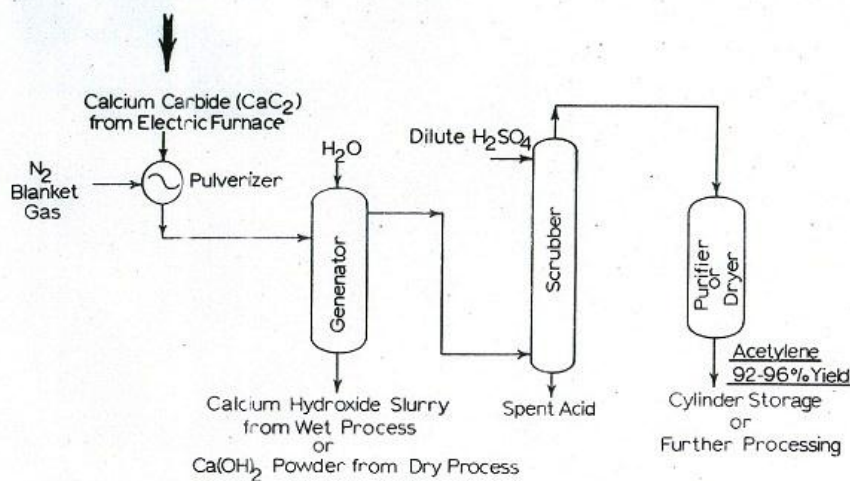 Calcium Carbide (CaC2)
from Electric Furnace
N2
Blanket
Gas
Pulverizer
H2O
Genenator
Dilute H2SO4
Scrubber
Purifier
or
Dryer
Acetylene
92-96% Yield
Calcium Hydroxide Slurry
from Wet Process
or
Ca(OH)2 Powder from Dry Process
Spent Acid
Cylinder Storage
or
Further Processing